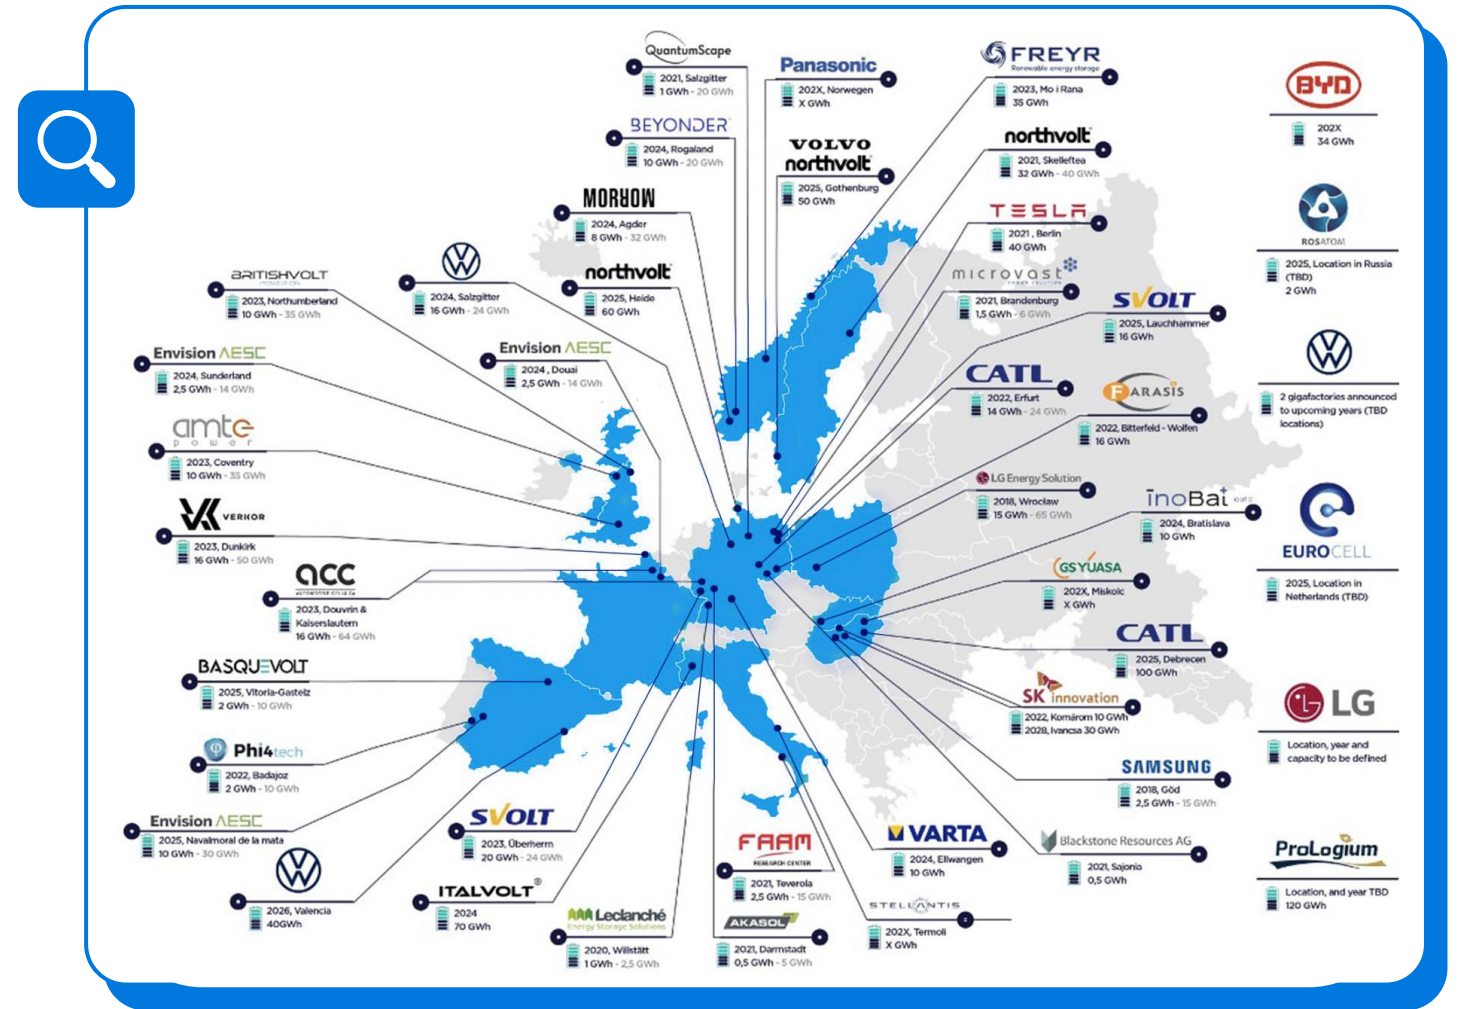 QuantumScape
2021, Salzgitter
1 GWh - 20 GWh
Panasonic
202X, Norwegen
X GWh
FREYR
Renewable energy storage
2023, Mo i Rana
35 GWh
BYD
202X
34 GWh
BEYONDER
2024, Rogaland
10 GWh - 20 GWh
VOLVO
northvolt
2025, Gothenburg
50 GWh
northvolt
2021, Skelleftea
32 GWh - 40 GWh
MORROW
2024, Agder
8 GWh - 32 GWh
TESLA
2021 , Berlin
40 GWh
ROSATOM
2025, Location in Russia
(TBD)
2 GWh
BRITISHVOLT
2023, Northumberland
10 GWh - 35 GWh
VW
2024, Salzgitter
16 GWh - 24 GWh
northvolt
2025, Heide
60 GWh
microvast
POWER SOLUTIONS
2021, Brandenburg
1,5 GWh - 6 GWh
SVOLT
2025, Lauchhammer
16 GWh
Envision AESC
2024, Sunderland
2,5 GWh - 14 GWh
Envision AESC
2024 , Douai
2,5 GWh - 14 GWh
CATL
2022, Erfurt
14 GWh - 24 GWh
FARASIS
2022, Bitterfeld - Wolfen
16 GWh
VW
2 gigafactories announced
to upcoming years (TBD
locations)
amte
power
2023, Coventry
10 GWh - 35 GWh
LG Energy Solution
2018, Wrocław
15 GWh - 65 GWh
inoBat auto
2024, Bratislava
10 GWh
EUROCELL
2025, Location in
Netherlands (TBD)
VERKOR
2023, Dunkirk
16 GWh - 50 GWh
acc
AUTOMOTIVE CELLS Co
2023, Douvrin &
Kaiserslautern
16 GWh - 64 GWh
GS YUASA
202X, Miskolc
X GWh
CATL
2025, Debrecen
100 GWh
BASQUEVOLT
2025, Vitoria-Gasteiz
2 GWh - 10 GWh
SK innovation
2022, Komárom 10 GWh
2028, Ivancsa 30 GWh
LG
Location, year and
capacity to be defined
Phi4tech
2022, Badajoz
2 GWh - 10 GWh
SAMSUNG
2018, Göd
2,5 GWh - 15 GWh
Envision AESC
2025, Navalmoral de la mata
10 GWh - 30 GWh
SVOLT
2023, Überherrn
20 GWh - 24 GWh
FAAM
RESEARCH CENTER
2021, Teverola
2,5 GWh - 15 GWh
VARTA
2024, Ellwangen
10 GWh
Blackstone Resources AG
2021, Sajonia
0,5 GWh
ProLogium
Location, and year TBD
120 GWh
VW
2026, Valencia
40GWh
ITALVOLT®
2024
70 GWh
Leclanché
Energy Storage Solutions
2020, Willstätt
1 GWh - 2,5 GWh
AKASOL
2021, Darmstadt
0,5 GWh - 5 GWh
STELLANTIS
202X, Termoli
X GWh